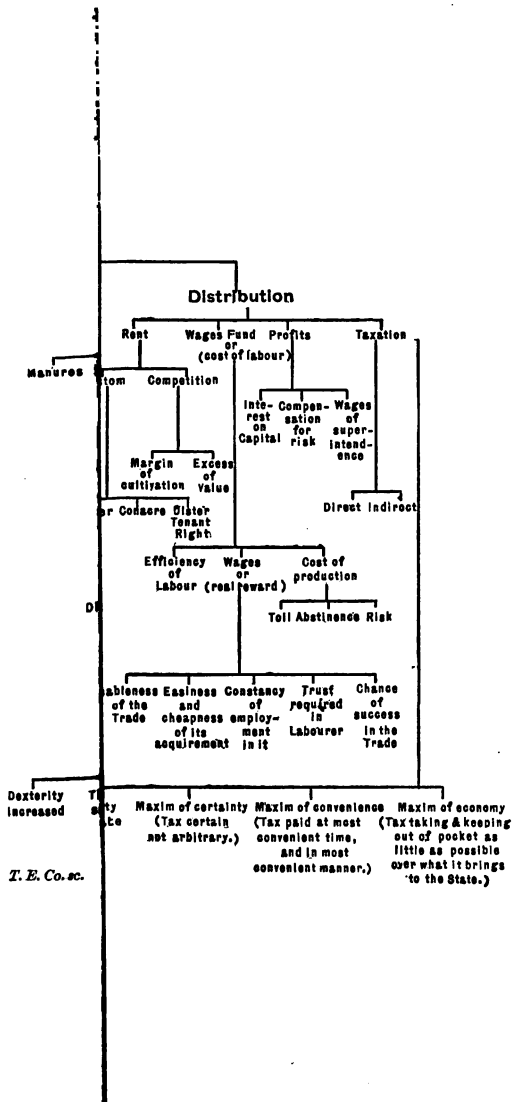 Distribution
Rent
Wages Fund
or
(cost of labour)
Profits
Taxation
Manures
tom
Competition
Inte-
rest
on
Capital
Compen-
sation
for
risk
Wages
of
super-
intend-
ence
Margin
of
cultivation
Excess
of
Value
er Conacre Ulster
Tenant
Right
Direct Indirect
Efficiency
of
Labour
Wages
or
(real reward)
Cost of
production
Toil Abstinence Risk
ableness
of the
Trade
Easiness
and
cheapness
of its
acquirement
Constancy
of
employ-
ment
in it
Trust
required
in
Labourer
Chance
of
success
in the
Trade
Dexterity
increased
Maxim of certainty
(Tax certain
not arbitrary.)
Maxim of convenience
(Tax paid at most
convenient time,
and in most
convenient manner.)
Maxim of economy
(Tax taking & keeping
out of pocket as
little as possible
over what it brings
to the State.)
T. E. Co. sc.